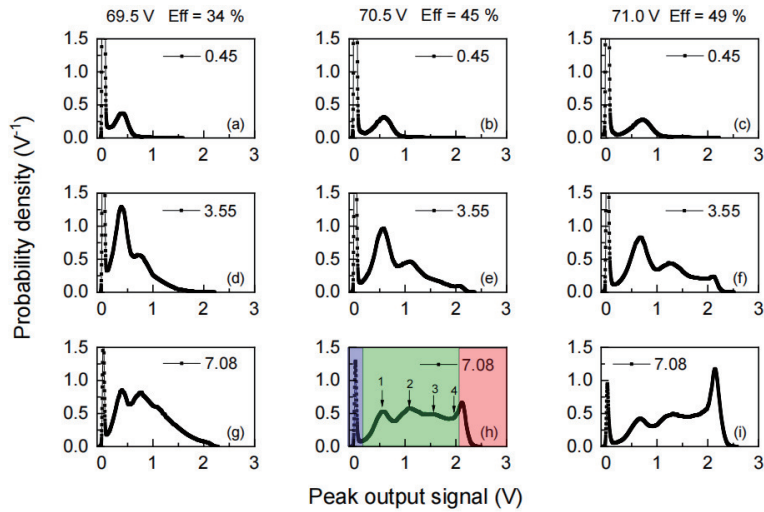 69.5 V Eff = 34 % 70.5 V Eff = 45 % 71.0 V Eff = 49 %
Probability density (V⁻¹)
1.5 1.5 1.5
0.45 0.45 0.45
1.0 1.0 1.0
0.5 0.5 0.5
(a) (b) (c)
0.0 0.0 0.0
0 1 2 3 0 1 2 3 0 1 2 3
1.5 1.5 1.5
3.55 3.55 3.55
1.0 1.0 1.0
0.5 0.5 0.5
(d) (e) (f)
0.0 0.0 0.0
0 1 2 3 0 1 2 3 0 1 2 3
1.5 1.5 1.5
7.08 7.08 7.08
1 2 3 4
1.0 1.0 1.0
0.5 0.5 0.5
(g) (h) (i)
0.0 0.0 0.0
0 1 2 3 0 1 2 3 0 1 2 3
Peak output signal (V)